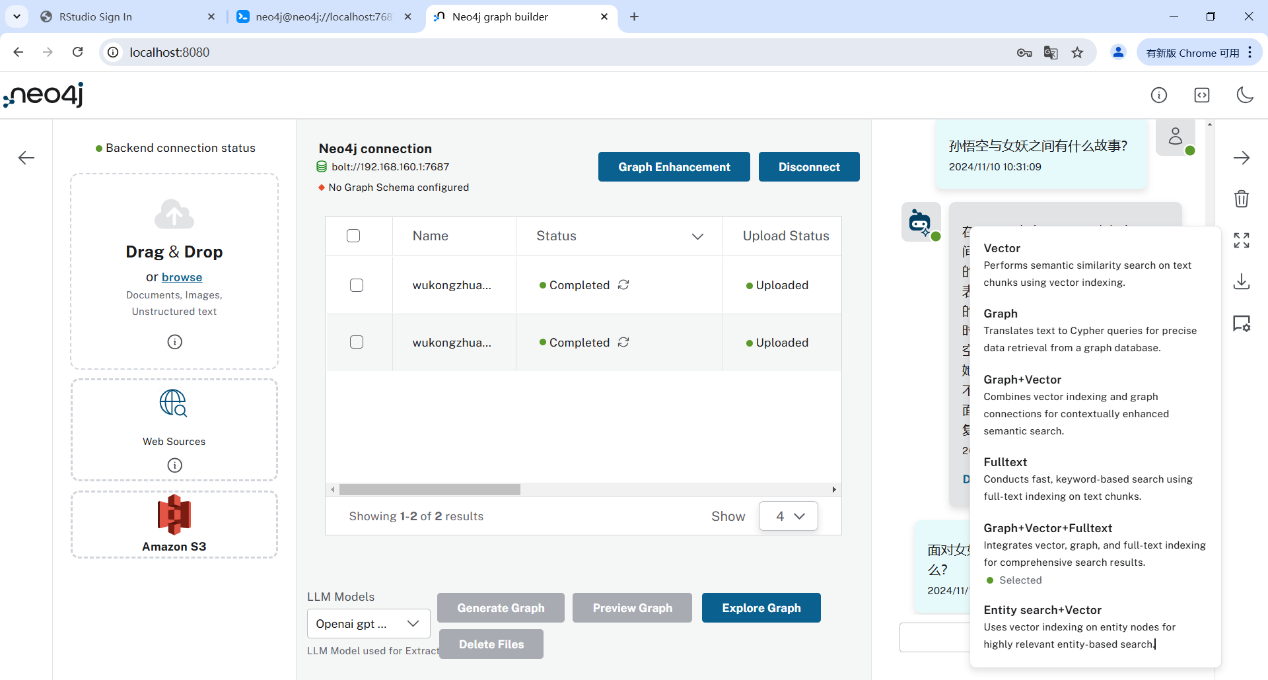 RStudio Sign In
neo4j@neo4j://localhost:768
Neo4j graph builder
localhost:8080
有新版 Chrome 可用
neo4j
Backend connection status
Drag & Drop
or browse
Documents, Images,
Unstructured text
Web Sources
Amazon S3
Neo4j connection
bolt://192.168.160.1:7687
No Graph Schema configured
Graph Enhancement
Disconnect
Name Status Upload Status
wukongzhua... Completed Uploaded
wukongzhua... Completed Uploaded
Showing 1-2 of 2 results
Show 4
LLM Models
Openai gpt ...
LLM Model used for Extract
Generate Graph
Preview Graph
Explore Graph
Delete Files
孙悟空与女妖之间有什么故事?
2024/11/10 10:31:09
间
的
的
空
不
面
复
D
面对女
么?
2024/11/
Vector
Performs semantic similarity search on text
chunks using vector indexing.
Graph
Translates text to Cypher queries for precise
data retrieval from a graph database.
Graph+Vector
Combines vector indexing and graph
connections for contextually enhanced
semantic search.
Fulltext
Conducts fast, keyword-based search using
full-text indexing on text chunks.
Graph+Vector+Fulltext
Integrates vector, graph, and full-text indexing
for comprehensive search results.
Selected
Entity search+Vector
Uses vector indexing on entity nodes for
highly relevant entity-based search.